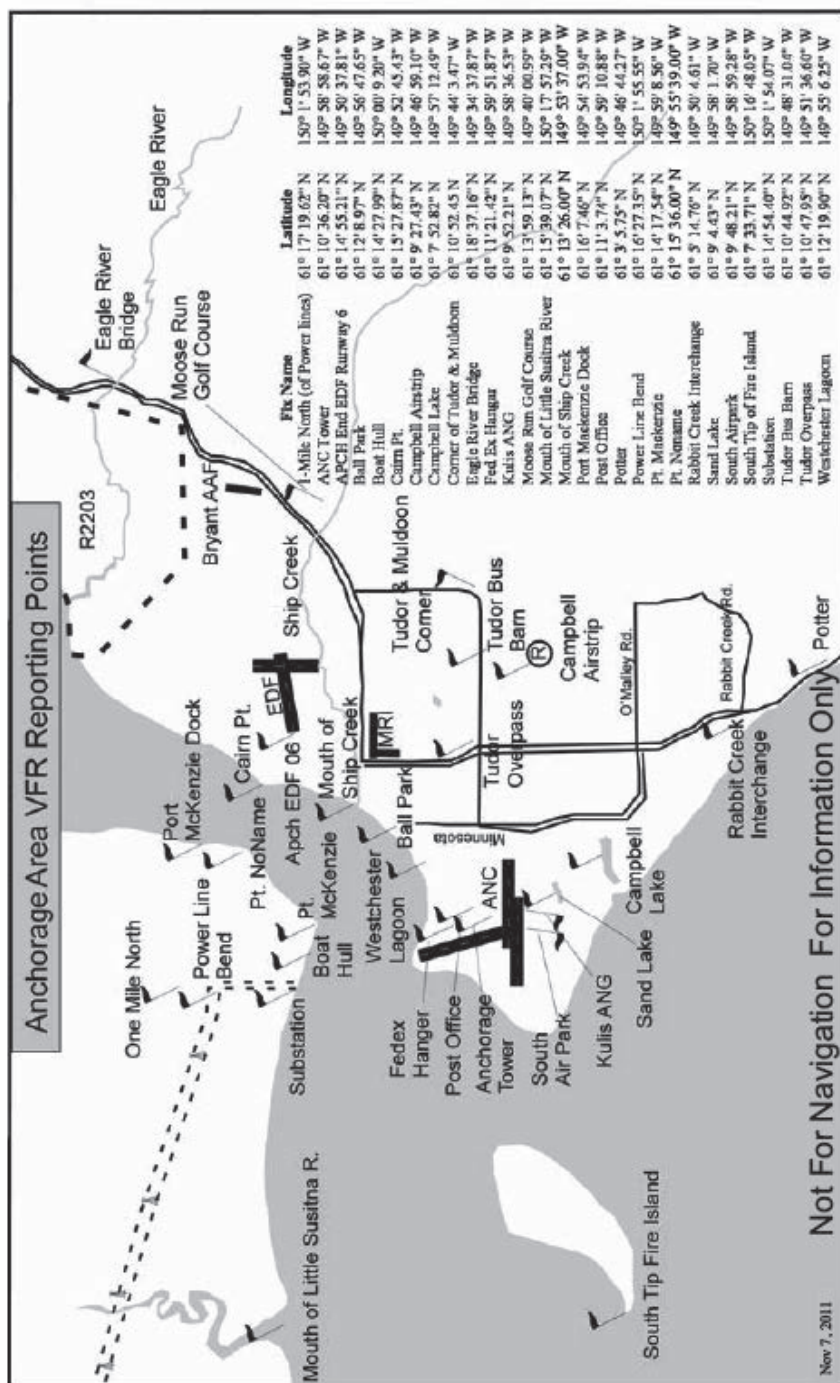 Anchorage Area VFR Reporting Points
One Mile North
Power Line
Bend
Substation
Port
McKenzie Dock
Pt. NoName
Pt.
McKenzie
Boat
Hull
Cairn Pt.
Apch EDF 06
EDF
Mouth of
Ship Creek
Ship Creek
R2203
Bryant AAF
Eagle River
Bridge
Eagle River
Moose Run
Golf Course
Mouth of Little Susitna R.
Westchester
Lagoon
Ball Park
MRI
Fedex
Hanger
Post Office
Anchorage
Tower
ANC
South
Air Park
Kulis ANG
Sand Lake
Campbell
Lake
Minnesota
Tudor
Overpass
Tudor & Muldoon
Corner
Tudor Bus
Barn
R
Campbell
Airstrip
O'Malley Rd.
Rabbit Creek Rd.
Rabbit Creek
Interchange
Potter
South Tip Fire Island
Fix Name Latitude Longitude
1-Mile North (of Power lines) 61° 17' 19.62" N 150° 1' 53.90" W
ANC Tower 61° 10' 36.20" N 149° 58' 58.67" W
APCH End EDF Runway 6 61° 14' 55.21" N 149° 50' 37.81" W
Ball Park 61° 12' 8.97" N 149° 56' 47.65" W
Boat Hull 61° 14' 27.99" N 150° 00' 9.20" W
Cairn Pt. 61° 15' 27.87" N 149° 52' 45.43" W
Campbell Airstrip 61° 9' 27.43" N 149° 46' 59.10" W
Campbell Lake 61° 7' 52.82" N 149° 57' 12.49" W
Corner of Tudor & Muldoon 61° 10' 52.45 N 149° 44' 3.47" W
Eagle River Bridge 61° 18' 37.16" N 149° 34' 37.87" W
Fed Ex Hangar 61° 11' 21.42" N 149° 59' 51.87" W
Kulis ANG 61° 9' 52.21" N 149° 58' 36.53" W
Moose Run Golf Course 61° 13' 59.13" N 149° 40' 00.99" W
Mouth of Little Susitra River 61° 15' 39.07" N 150° 17' 57.29" W
Mouth of Ship Creek 61° 13' 26.00" N 149° 53' 37.00" W
Port Mackenzie Dock 61° 16' 7.46" N 149° 54' 53.94" W
Post Office 61° 11' 3.74" N 149° 59' 10.88" W
Potter 61° 3' 5.75" N 149° 46' 44.27" W
Power Line Bend 61° 16' 27.35" N 150° 1' 55.55" W
Pt. Mackenzie 61° 14' 17.54" N 149° 59' 8.56" W
Pt. Noname 61° 15' 36.00" N 149° 55' 39.00" W
Rabbit Creek Interchange 61° 5' 14.76" N 149° 50' 4.61" W
Sand Lake 61° 9' 4.43" N 149° 58' 1.70" W
South Airpark 61° 9' 48.21" N 149° 58' 59.28" W
South Tip of Fire Island 61° 7' 33.71" N 150° 16' 48.05" W
Substation 61° 14' 54.40" N 150° 1' 54.07" W
Tudor Bus Barn 61° 10' 44.92" N 149° 48' 31.04" W
Tudor Overpass 61° 10' 47.95" N 149° 51' 36.60" W
Westchester Lagoon 61° 12' 19.90" N 149° 55' 6.25" W
Nov 7, 2011
Not For Navigation For Information Only